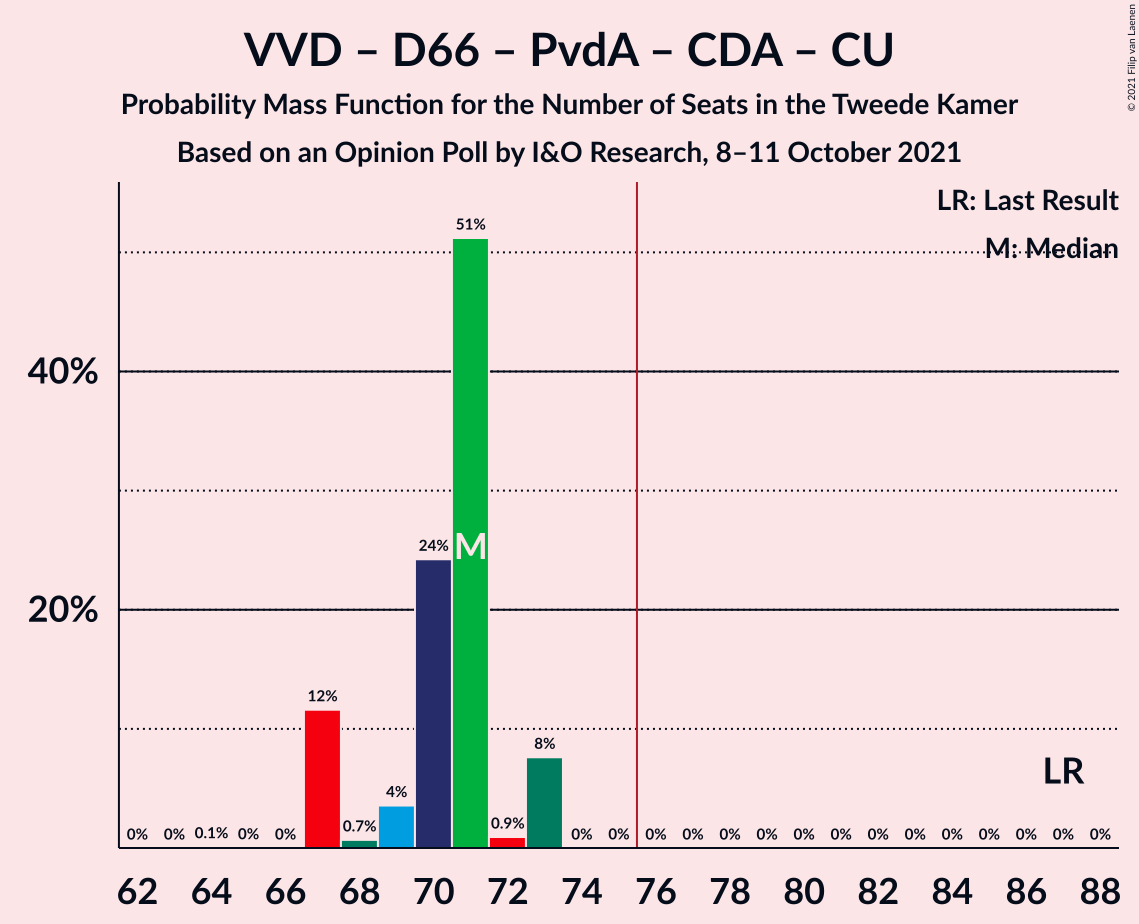 VVD – D66 – PvdA – CDA – CU
Probability Mass Function for the Number of Seats in the Tweede Kamer
Based on an Opinion Poll by I&O Research, 8–11 October 2021
© 2021 Filip van Laenen
LR: Last Result
M: Median
51%
40%
24%
M
20%
12%
8%
LR
4%
0% 0% 0.1% 0% 0% 0.7% 0.9% 0% 0% 0% 0% 0% 0% 0% 0% 0% 0% 0% 0% 0% 0% 0%
62 64 66 68 70 72 74 76 78 80 82 84 86 88